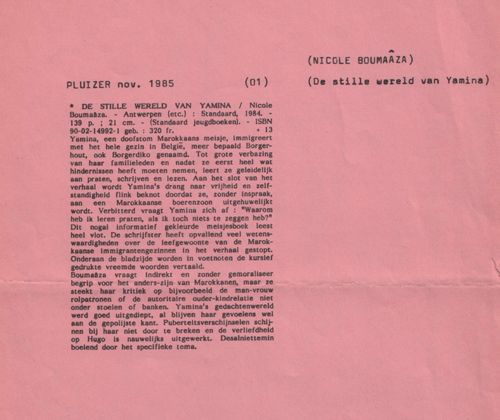 (NICOLE BOUMAÂZA)
PLUIZER nov. 1985 (01) (De stille wereld van Yamina)
* DE STILLE WERELD VAN YAMINA / Nicole
Boumaâza. - Antwerpen (etc.) : Standaard, 1984. -
139 p. ; 21 cm. - (Standaard jeugdboeken). - ISBN
90-02-14992-1 geb. : 320 fr. + 13
Yamina, een doofstom Marokkaans meisje, immigreert
met het hele gezin in België, meer bepaald Borger-
hout, ook Borgerdiko genaamd. Tot grote verbazing
van haar familieleden en nadat ze eerst heel wat
hindernissen heeft moeten nemen, leert ze geleidelijk
aan praten, schrijven en lezen. Aan het slot van het
verhaal wordt Yamina's drang naar vrijheid en zelf-
standigheid flink beknot doordat ze, zonder inspraak,
aan een Marokkaanse boerenzoon uitgehuwelijkt
wordt. Verbitterd vraagt Yamina zich af : "Waarom
heb ik leren praten, als ik toch niets te zeggen heb?"
Dit nogal informatief gekleurde meisjesboek leest
heel vlot. De schrijfster heeft opvallend veel wetens-
waardigheden over de leefgewoonte van de Marok-
kaanse immigrantengezinnen in het verhaal gestopt.
Onderaan de bladzijde worden in voetnoten de kursief
gedrukte vreemde woorden vertaald.
Boumaâza vraagt indirekt en zonder gemoraliseer
begrip voor het anders-zijn van Marokkanen, maar ze
steekt haar kritiek op bijvoorbeeld de man-vrouw
rolpatronen of de autoritaire ouder-kindrelatie niet
onder stoelen of banken. Yamina's gedachtenwereld
werd goed uitgediept, al blijven haar gevoelens wel
aan de gepolijste kant. Puberteitsverschijnselen schij-
nen bij haar niet door te breken en de verliefdheid
op Hugo is nauwelijks uitgewerkt. Desalniettemin
boeiend door het specifieke tema.